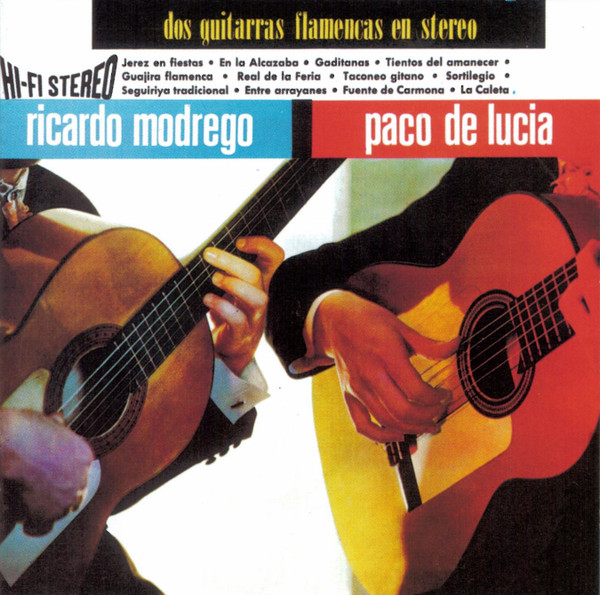 dos guitarras flamencas en stereo
HI-FI STEREO
Jerez en fiestas • En la Alcazaba • Gaditanas • Tientos del amanecer •
Guajira flamenca • Real de la Feria • Taconeo gitano • Sortilegio •
Seguiriya tradicional • Entre arrayanes • Fuente de Carmona • La Caleta .
ricardo modrego
paco de lucia